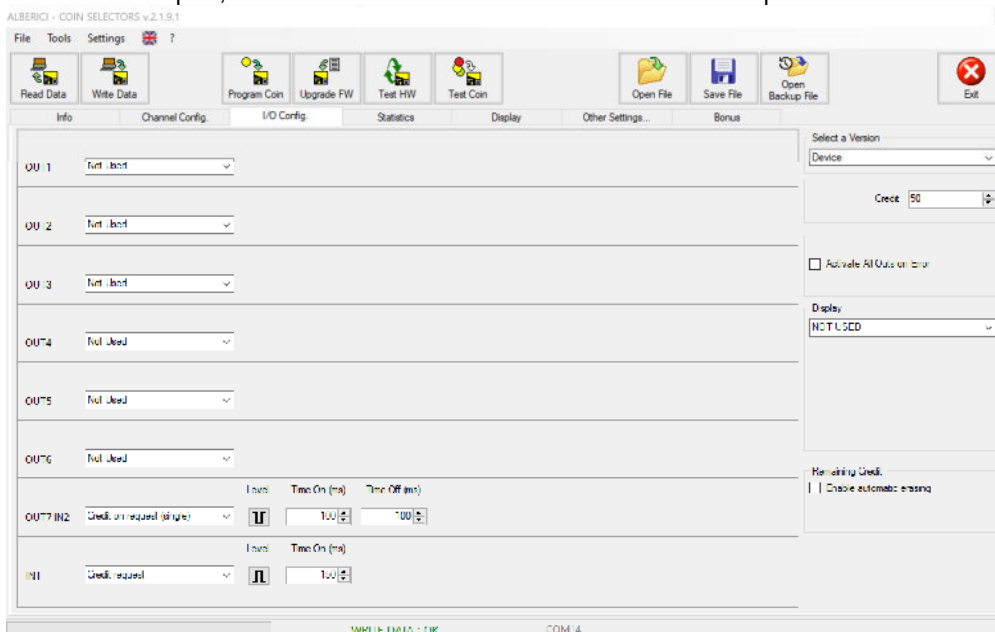 ALBERICI - COIN SELECTORS v.2.1.9.1
File Tools Settings ?
Read Data Write Data Program Coin Upgrade FW Test HW Test Coin Open File Save File Open Backup File Exit
Info Channel Config. I/O Config. Statistics Display Other Settings... Bonus
Select a Version
Device
OUT1 Not Used
Credit 50
OUT2 Not Used
Activate All Outs on Error
OUT3 Not Used
Display
NOT USED
OUT4 Not Used
OUT5 Not Used
OUT6 Not Used
Remaining Credit
Enable automatic erasing
Level Time On (ms) Time Off (ms)
OUT7 IN2 Credit on request (single) 100 100
Level Time On (ms)
IN1 Credit request
WRITE DATA : OK